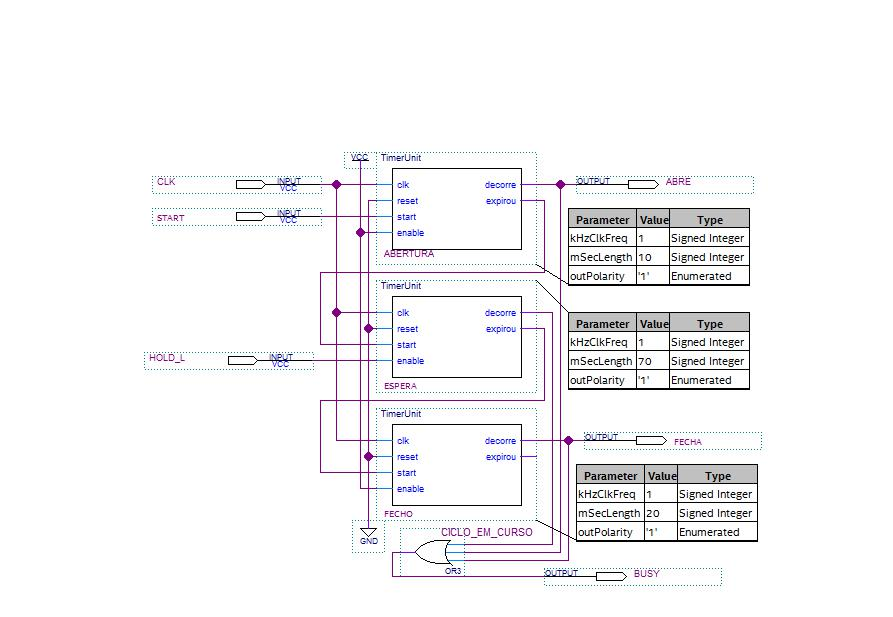 VCC TimerUnit
CLK INPUT VCC
clk decorre OUTPUT ABRE
reset expirou
START INPUT VCC
start
enable
ABERTURA
Parameter Value Type
kHzClkFreq 1 Signed Integer
mSecLength 10 Signed Integer
outPolarity '1' Enumerated
TimerUnit
clk decorre
reset expirou
start
HOLD_L INPUT VCC
enable
ESPERA
Parameter Value Type
kHzClkFreq 1 Signed Integer
mSecLength 70 Signed Integer
outPolarity '1' Enumerated
TimerUnit
clk decorre OUTPUT FECHA
reset expirou
start
enable
FECHO
Parameter Value Type
kHzClkFreq 1 Signed Integer
mSecLength 20 Signed Integer
outPolarity '1' Enumerated
GND
CICLO_EM_CURSO
OR3
OUTPUT BUSY